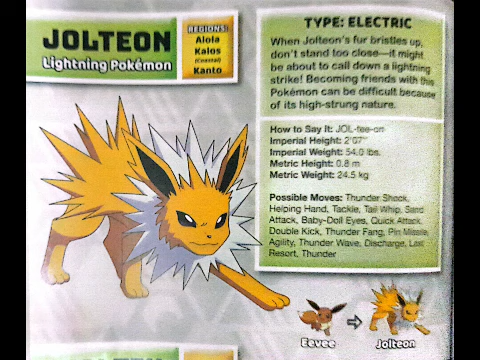 JOLTEON
Lightning Pokémon
REGIONS:
Alola
Kalos
(Coastal)
Kanto
TYPE: ELECTRIC
When Jolteon's fur bristles up,
don't stand too close—it might
be about to call down a lightning
strike! Becoming friends with this
Pokémon can be difficult because
of its high-strung nature.
How to Say It: JOL-tee-on
Imperial Height: 2'07"
Imperial Weight: 54.0 lbs.
Metric Height: 0.8 m
Metric Weight: 24.5 kg
Possible Moves: Thunder Shock,
Helping Hand, Tackle, Tail Whip, Sand
Attack, Baby-Doll Eyes, Quick Attack,
Double Kick, Thunder Fang, Pin Missile,
Agility, Thunder Wave, Discharge, Last
Resort, Thunder
Eevee
Jolteon